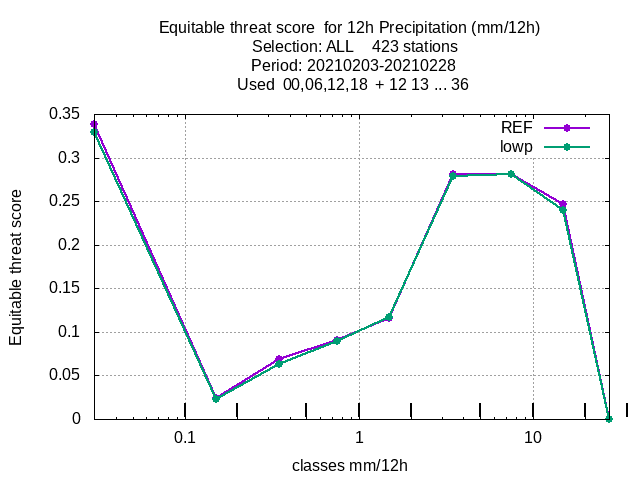 Equitable threat score  for 12h Precipitation (mm/12h)
Selection: ALL    423 stations
Period: 20210203-20210228
Used  00,06,12,18  + 12 13 ... 36
REF
lowp
0.35
0.3
0.25
0.2
0.15
0.1
0.05
0
Equitable threat score
0.1
1
10
classes mm/12h